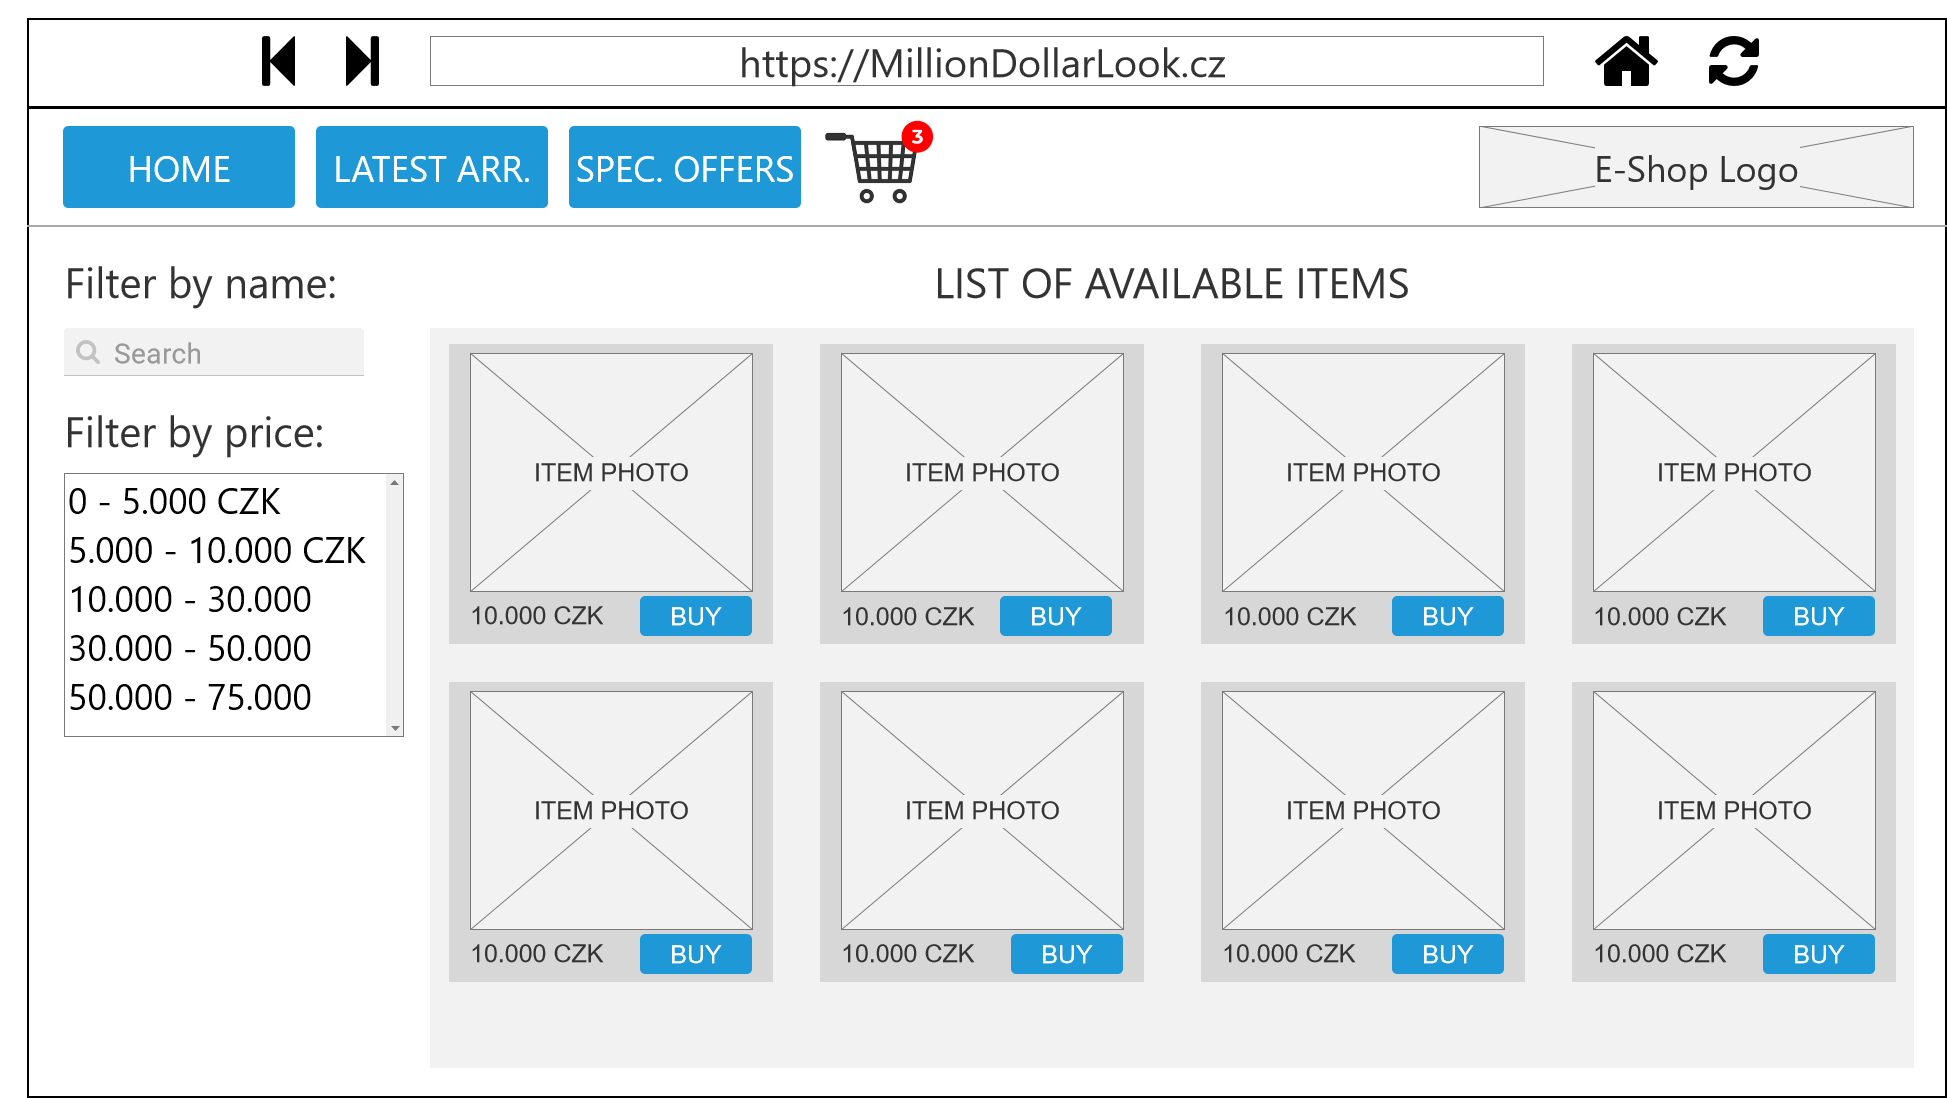 https://MillionDollarLook.cz
HOME
LATEST ARR.
SPEC. OFFERS
3
E-Shop Logo
Filter by name:
Search
Filter by price:
0 - 5.000 CZK
5.000 - 10.000 CZK
10.000 - 30.000
30.000 - 50.000
50.000 - 75.000
LIST OF AVAILABLE ITEMS
ITEM PHOTO
10.000 CZK BUY
ITEM PHOTO
10.000 CZK BUY
ITEM PHOTO
10.000 CZK BUY
ITEM PHOTO
10.000 CZK BUY
ITEM PHOTO
10.000 CZK BUY
ITEM PHOTO
10.000 CZK BUY
ITEM PHOTO
10.000 CZK BUY
ITEM PHOTO
10.000 CZK BUY